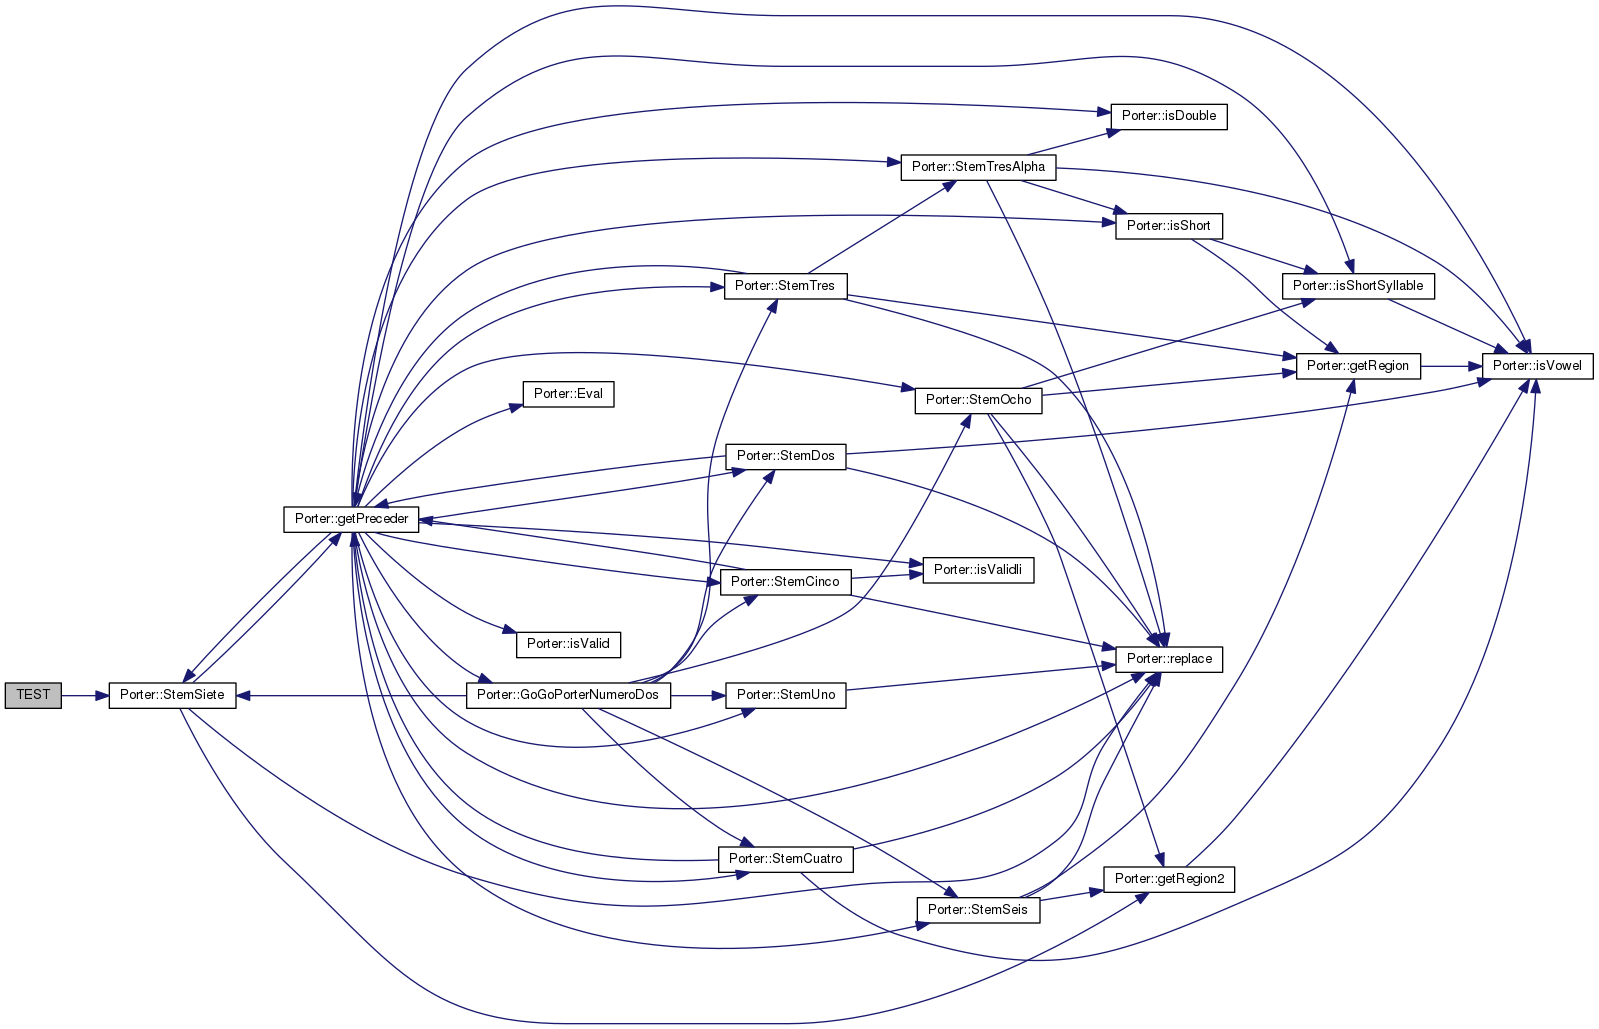 Porter::isDouble
Porter::StemTresAlpha
Porter::isShort
Porter::StemTres
Porter::isShortSyllable
Porter::getRegion
Porter::isVowel
Porter::Eval
Porter::StemOcho
Porter::StemDos
Porter::getPreceder
Porter::isValidli
Porter::StemCinco
Porter::isValid
Porter::replace
TEST
Porter::StemSiete
Porter::GoGoPorterNumeroDos
Porter::StemUno
Porter::StemCuatro
Porter::getRegion2
Porter::StemSeis